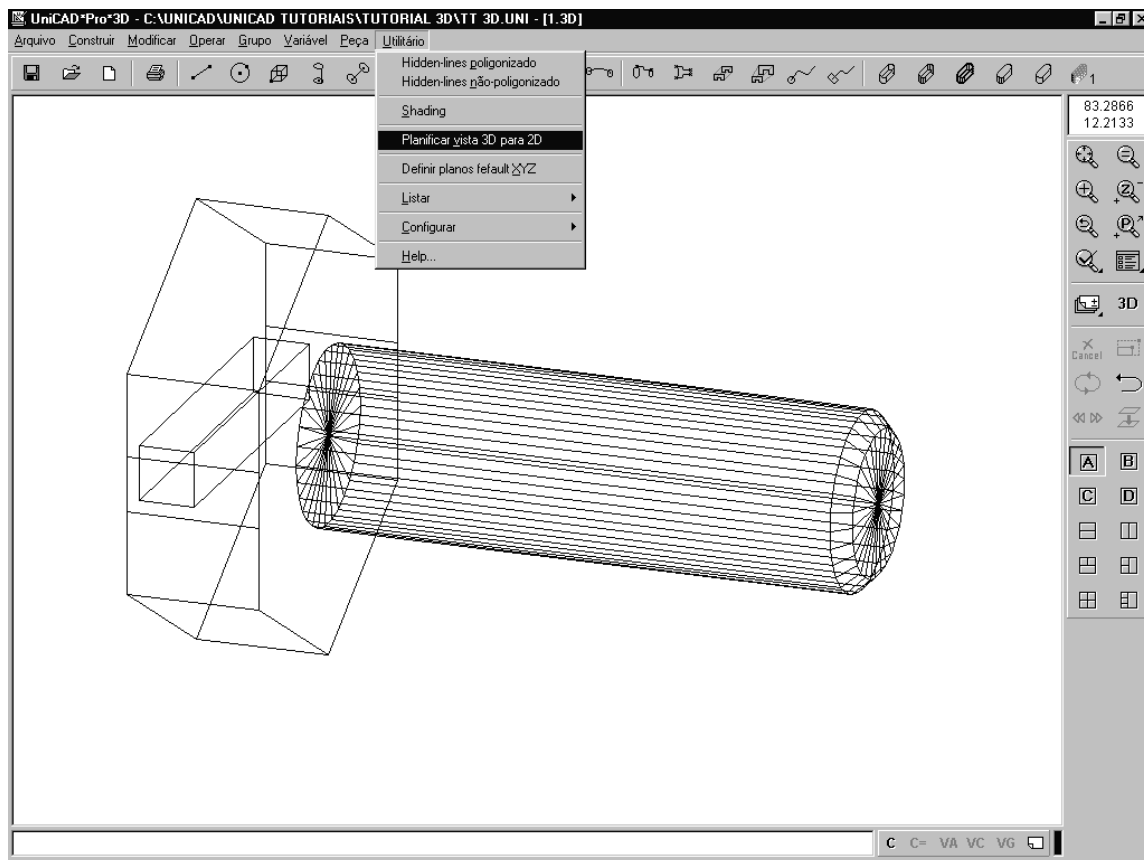 UniCAD*Pro*3D - C:\UNICAD\UNICAD TUTORIAIS\TUTORIAL 3D\TT 3D.UNI - [1.3D]
Arquivo Construir Modificar Operar Grupo Variável Peça Utilitário
Hidden-lines poligonizado
Hidden-lines não-poligonizado
Shading
Planificar vista 3D para 2D
Definir planos fefault XYZ
Listar
Configurar
Help...
1
83.2866
12.2133
Z
P
3D
Cancel
A B
C D
C C= VA VC VG